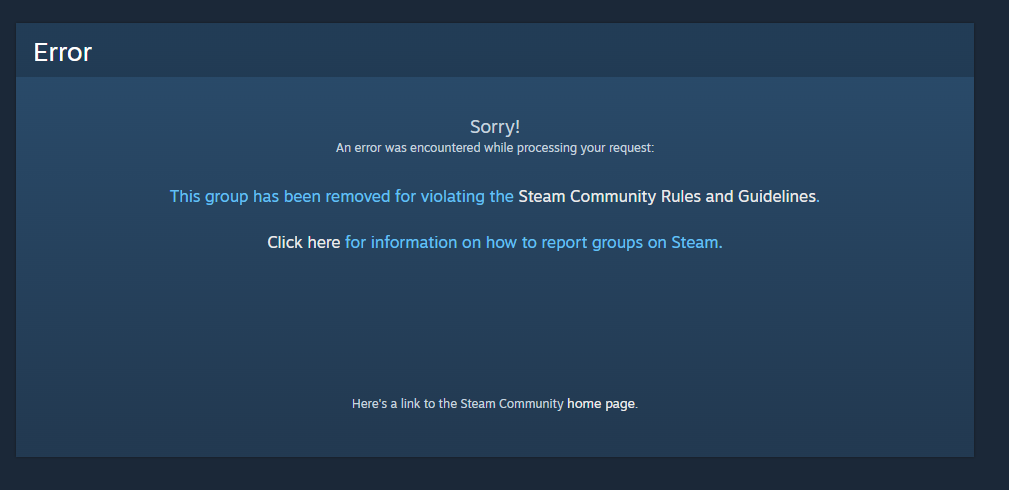 Error
Sorry!
An error was encountered while processing your request:
This group has been removed for violating the Steam Community Rules and Guidelines.
Click here for information on how to report groups on Steam.
Here's a link to the Steam Community home page.